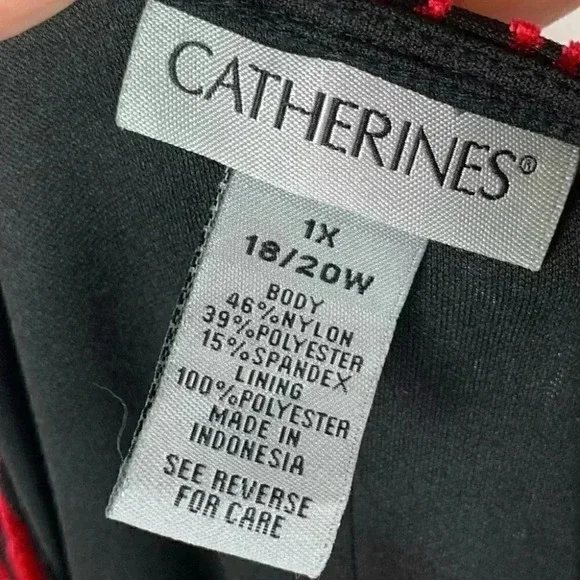 CATHERINES®
1X
18/20W
BODY
46%NYLON
39%POLYESTER
15%SPANDEX
LINING
100%POLYESTER
MADE IN
INDONESIA
SEE REVERSE
FOR CARE